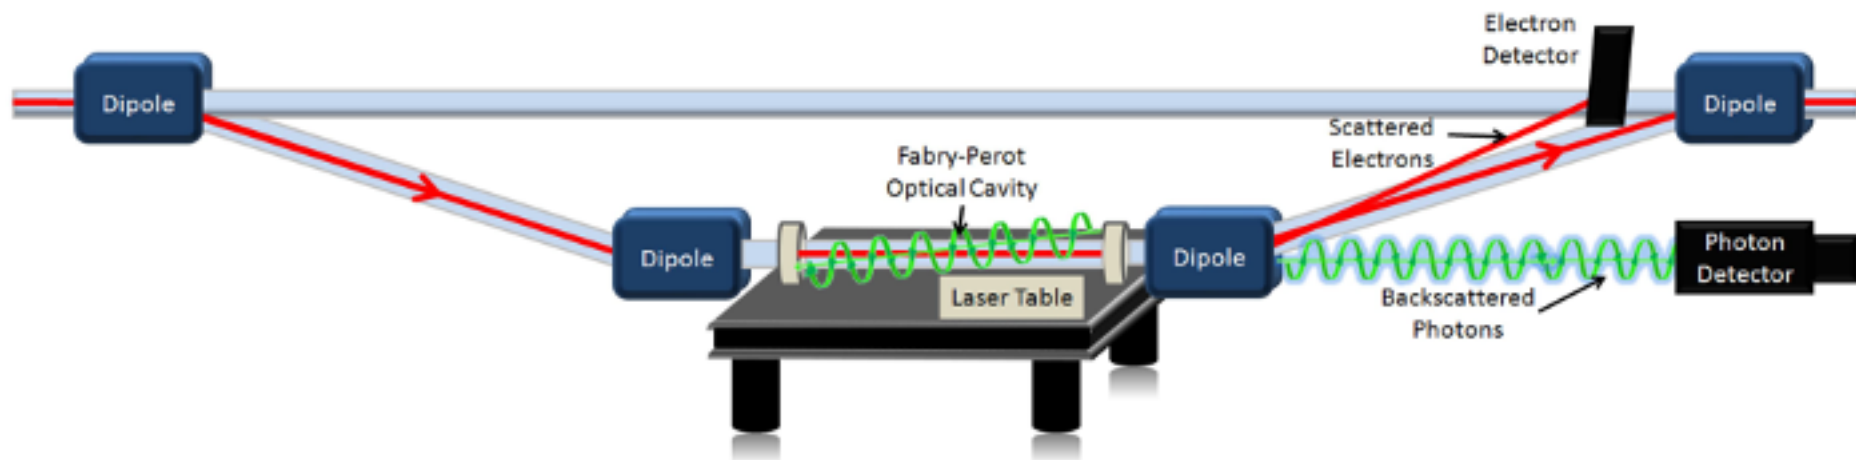 Electron
Detector
Dipole
Dipole
Scattered
Electrons
Fabry-Perot
Optical Cavity
Dipole
Dipole
Photon
Detector
Laser Table
Backscattered
Photons